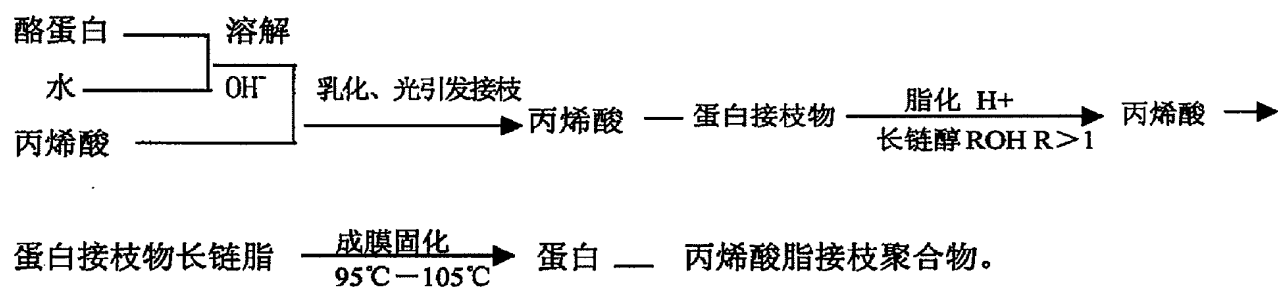 酪蛋白 溶解
水 OH⁻ 乳化、光引发接枝
丙烯酸 丙烯酸 — 蛋白接枝物 脂化 H+ 丙烯酸
长链醇 ROH R＞1
蛋白接枝物长链脂 成膜固化 蛋白 — 丙烯酸脂接枝聚合物。
95℃－105℃